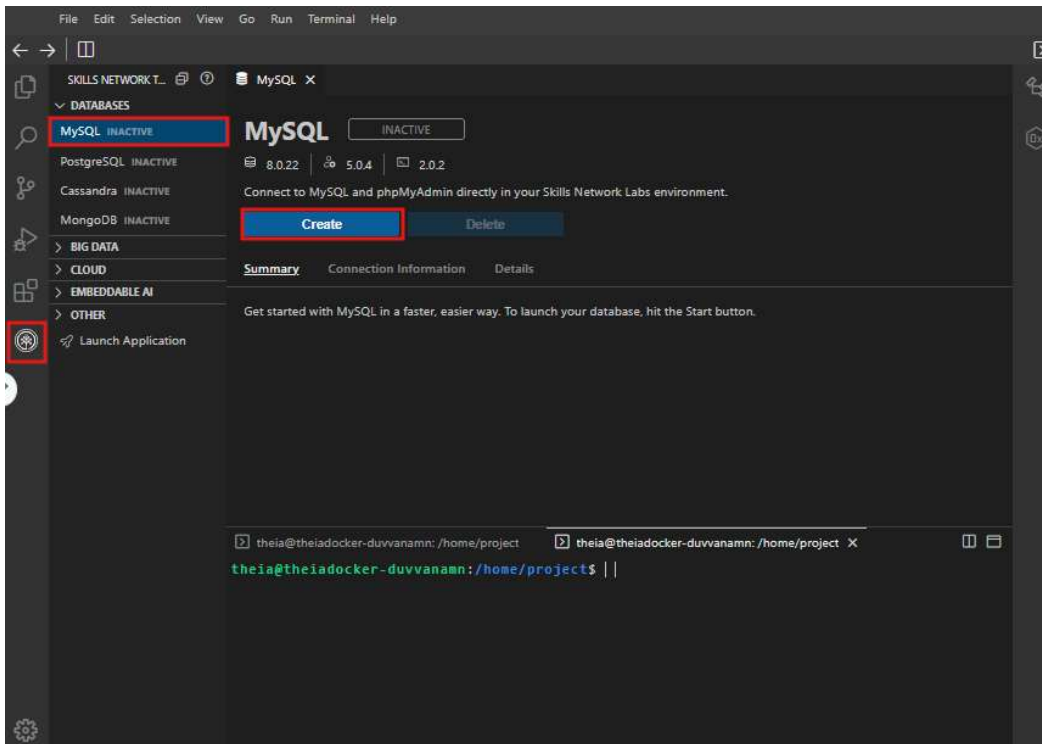 File Edit Selection View Go Run Terminal Help
SKILLS NETWORK T...
MySQL
DATABASES
MySQL INACTIVE
PostgreSQL INACTIVE
Cassandra INACTIVE
MongoDB INACTIVE
BIG DATA
CLOUD
EMBEDDABLE AI
OTHER
Launch Application
MySQL INACTIVE
8.0.22 5.0.4 2.0.2
Connect to MySQL and phpMyAdmin directly in your Skills Network Labs environment.
Create Delete
Summary Connection Information Details
Get started with MySQL in a faster, easier way. To launch your database, hit the Start button.
theia@theiadocker-duvvanamn: /home/project theia@theiadocker-duvvanamn: /home/project
theia@theiadocker-duvvanamn:/home/project$